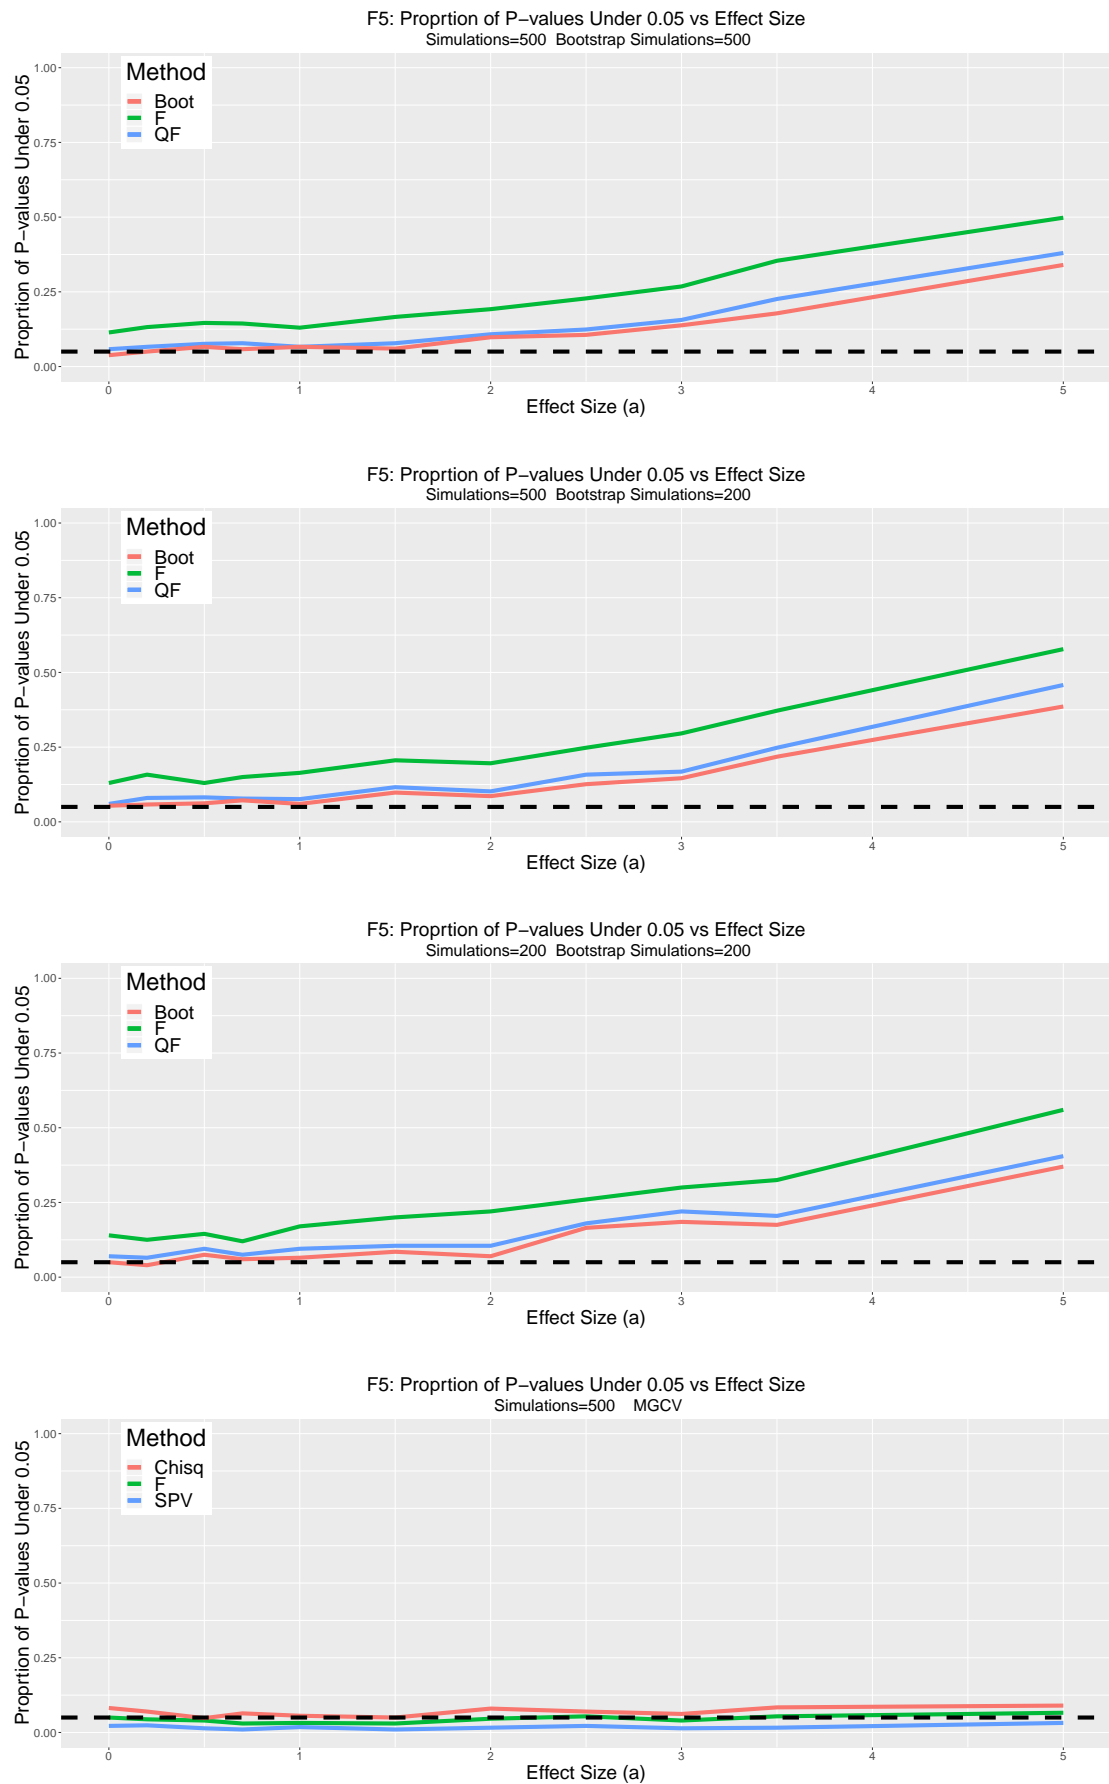 F5: Proprtion of P−values Under 0.05 vs Effect Size
Simulations=500 Bootstrap Simulations=500
Proprtion of P−values Under 0.05
1.00
0.75
0.50
0.25
0.00
Method
Boot
F
QF
0 1 2 3 4 5
Effect Size (a)
F5: Proprtion of P−values Under 0.05 vs Effect Size
Simulations=500 Bootstrap Simulations=200
Proprtion of P−values Under 0.05
1.00
0.75
0.50
0.25
0.00
Method
Boot
F
QF
0 1 2 3 4 5
Effect Size (a)
F5: Proprtion of P−values Under 0.05 vs Effect Size
Simulations=200 Bootstrap Simulations=200
Proprtion of P−values Under 0.05
1.00
0.75
0.50
0.25
0.00
Method
Boot
F
QF
0 1 2 3 4 5
Effect Size (a)
F5: Proprtion of P−values Under 0.05 vs Effect Size
Simulations=500 MGCV
Proprtion of P−values Under 0.05
1.00
0.75
0.50
0.25
0.00
Method
Chisq
F
SPV
0 1 2 3 4 5
Effect Size (a)